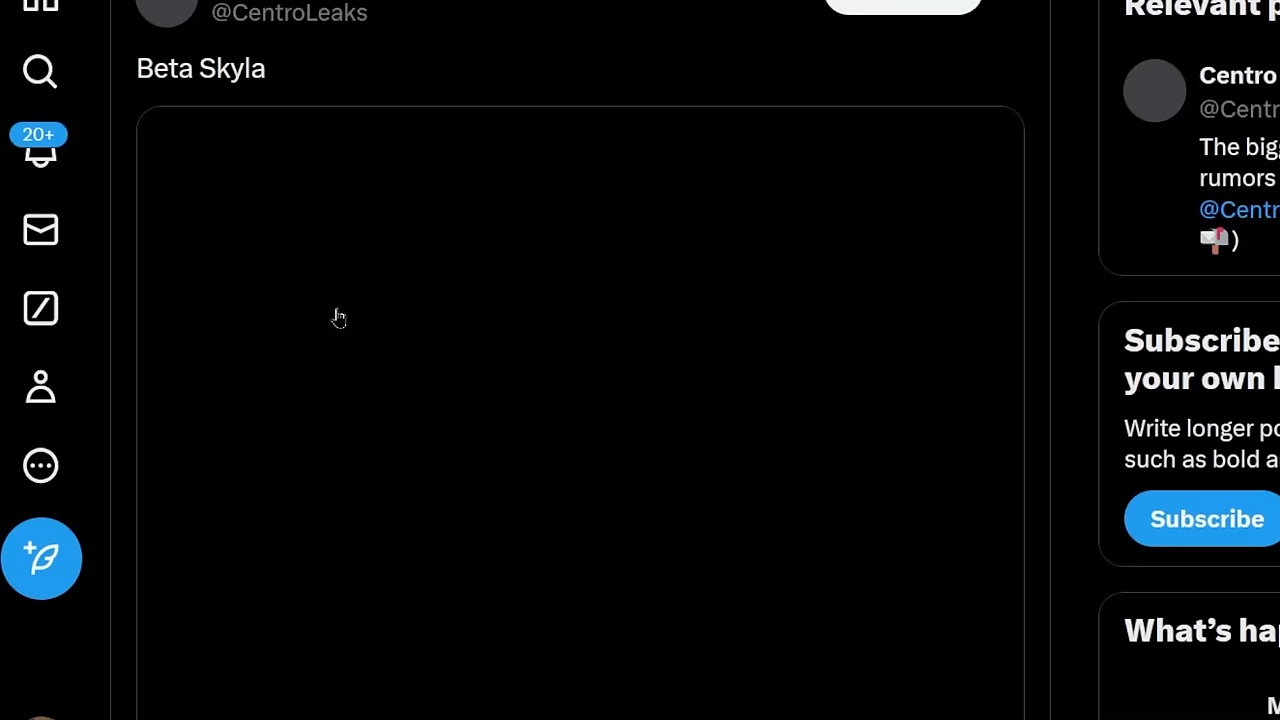 @CentroLeaks
Beta Skyla
20+
Relevant p
Centro
@Centr
The big
rumors
@Centr
)
Subscribe
your own
Write longer po
such as bold a
Subscribe
What's ha
M